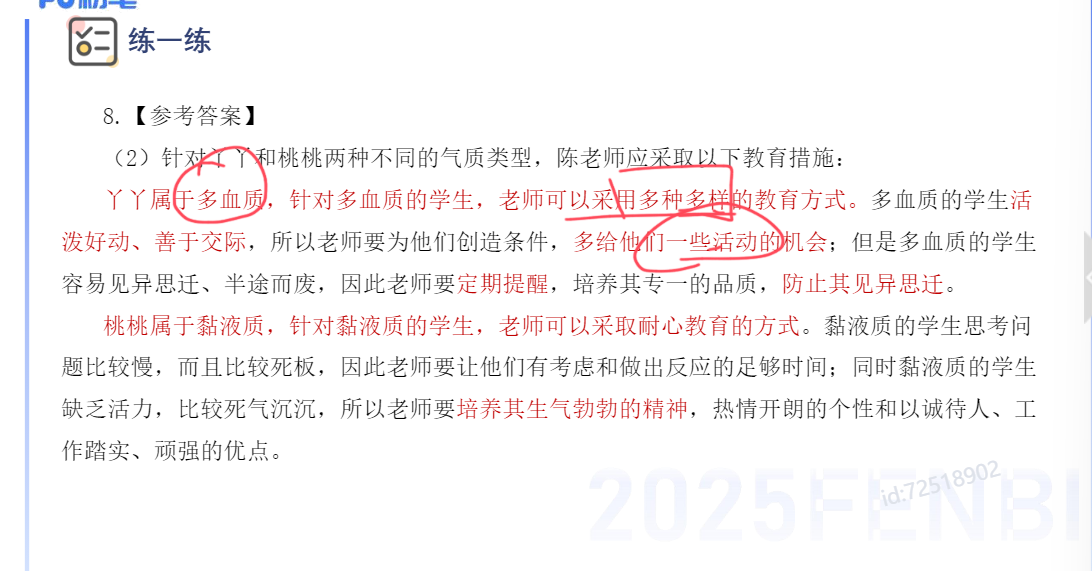 练一练
8.【参考答案】
（2）针对丫丫和桃桃两种不同的气质类型，陈老师应采取以下教育措施：
丫丫属于多血质，针对多血质的学生，老师可以采用多种多样的教育方式。多血质的学生活
泼好动、善于交际，所以老师要为他们创造条件，多给他们一些活动的机会；但是多血质的学生
容易见异思迁、半途而废，因此老师要定期提醒，培养其专一的品质，防止其见异思迁。
桃桃属于黏液质，针对黏液质的学生，老师可以采取耐心教育的方式。黏液质的学生思考问
题比较慢，而且比较死板，因此老师要让他们有考虑和做出反应的足够时间；同时黏液质的学生
缺乏活力，比较死气沉沉，所以老师要培养其生气勃勃的精神，热情开朗的个性和以诚待人、工
作踏实、顽强的优点。
id:72518902
2025FENBI